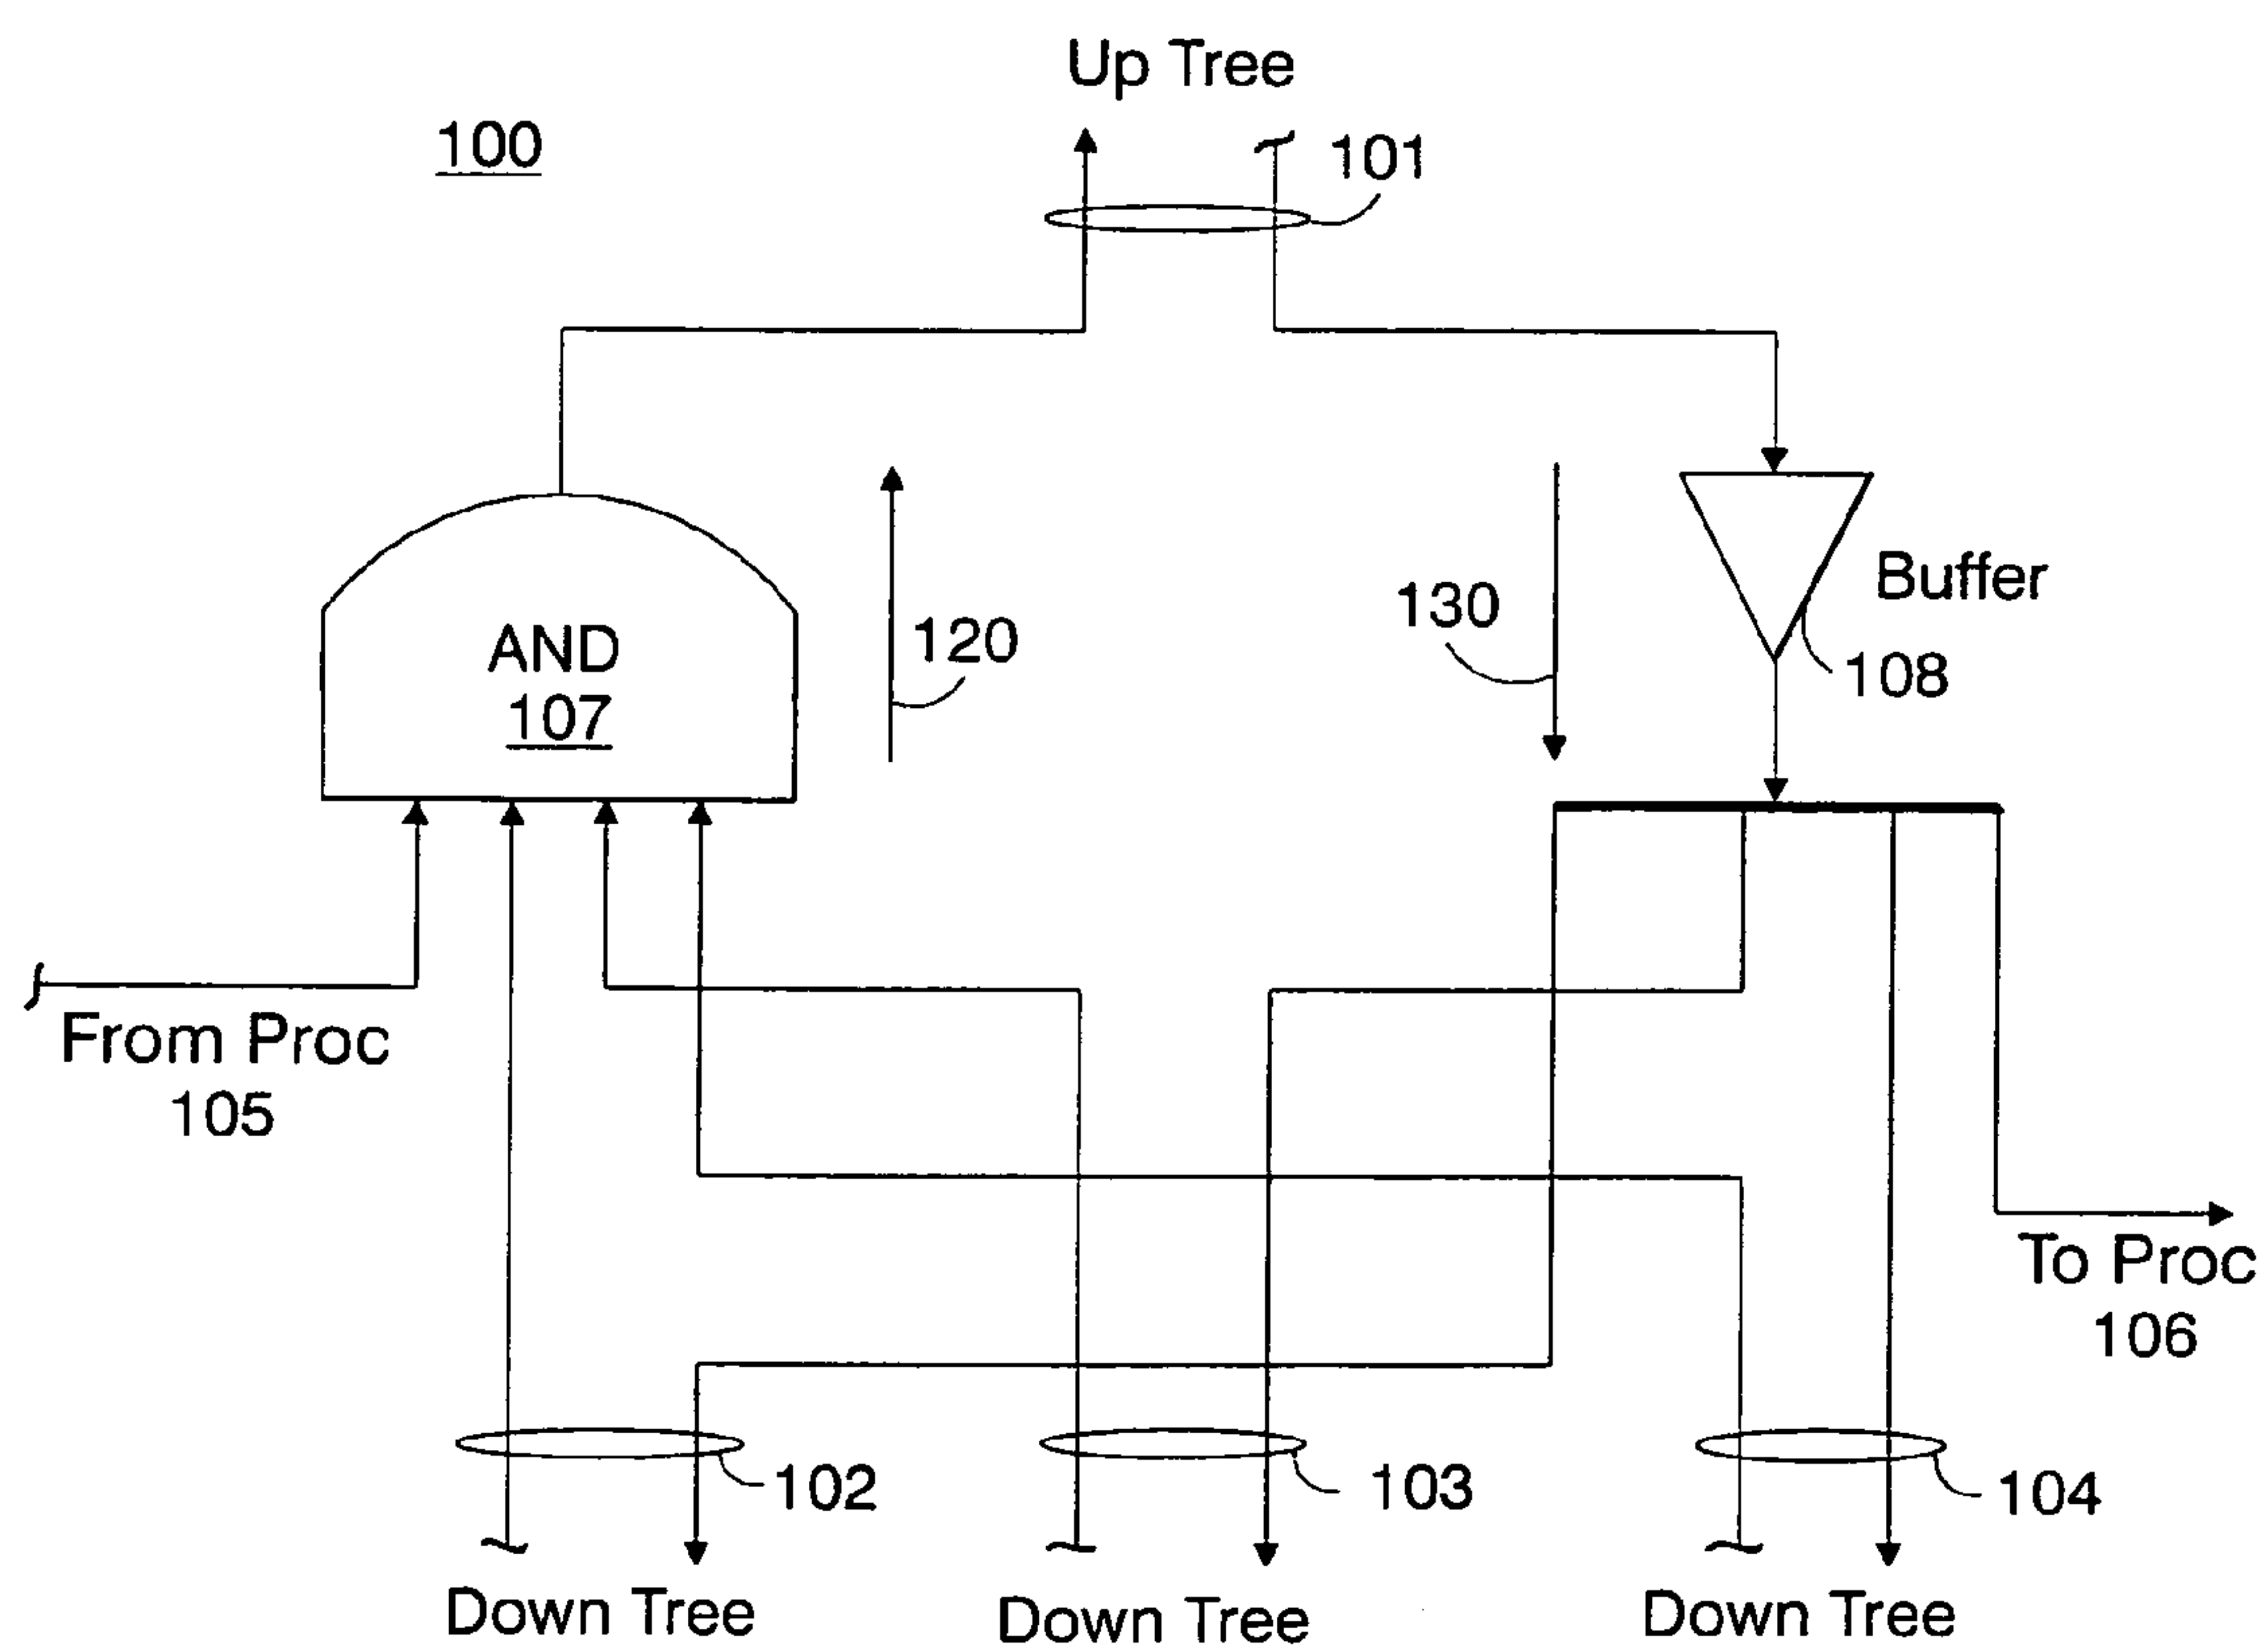 Up Tree
100
101
Buffer
130
AND
120
108
107
From Proc
105
To Proc
106
102
103
104
Down Tree
Down Tree
Down Tree